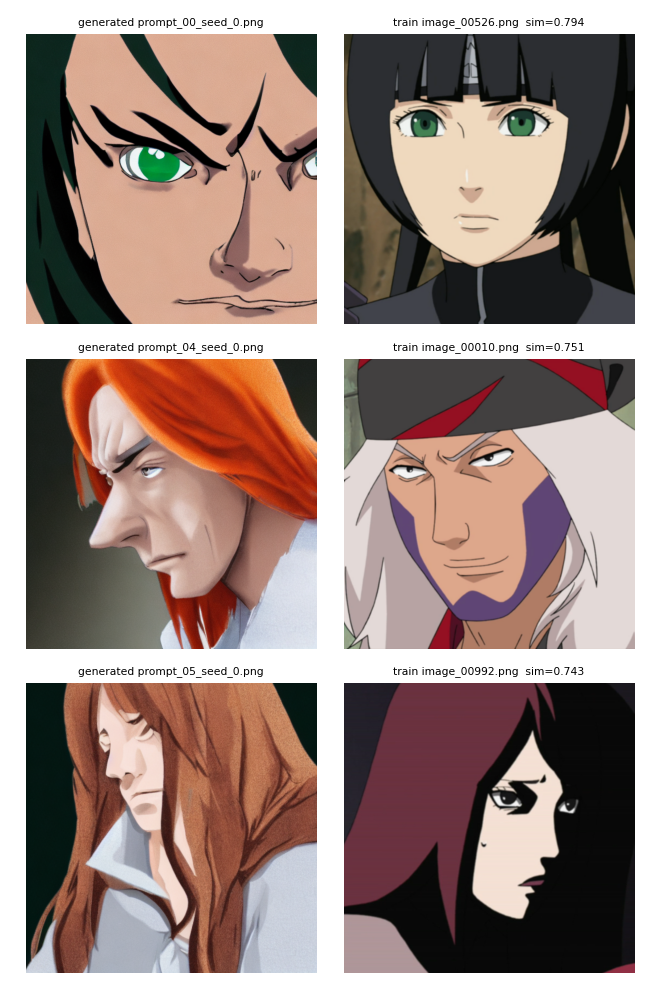 generated prompt_00_seed_0.png
train image_00526.png  sim=0.794
generated prompt_04_seed_0.png
train image_00010.png  sim=0.751
generated prompt_05_seed_0.png
train image_00992.png  sim=0.743